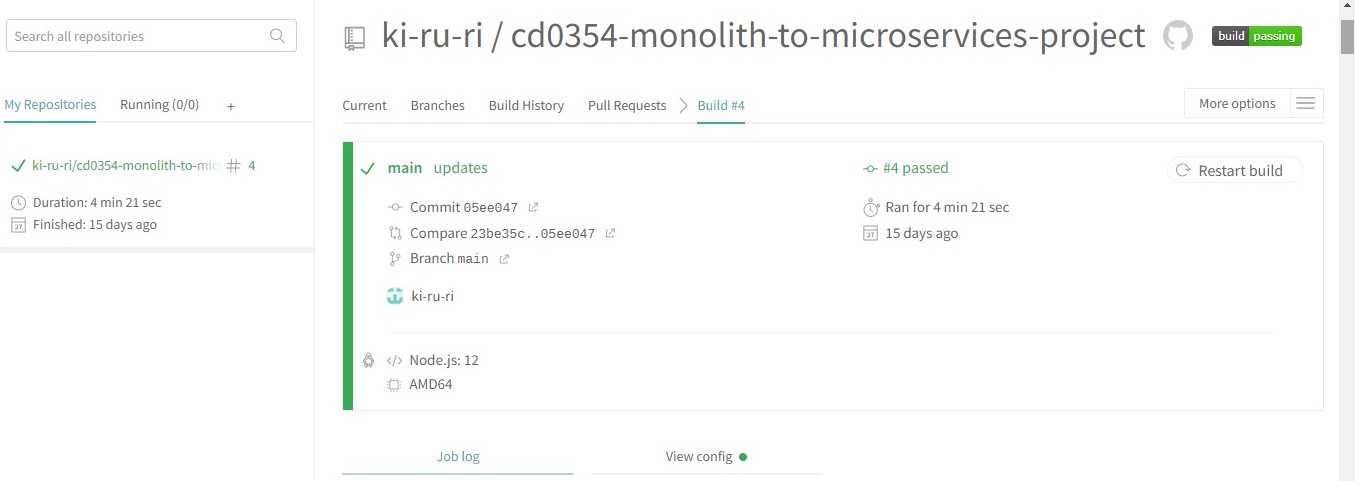 Search all repositories
My Repositories
Running (0/0)
+
ki-ru-ri/cd0354-monolith-to-mic
# 4
Duration: 4 min 21 sec
27
Finished: 15 days ago
ki-ru-ri / cd0354-monolith-to-microservices-project
build passing
Current
Branches
Build History
Pull Requests
Build #4
More options
main updates
#4 passed
Restart build
Commit 05ee047
Ran for 4 min 21 sec
Compare 23be35c..05ee047
27
15 days ago
Branch main
ki-ru-ri
</> Node.js: 12
AMD64
Job log
View config